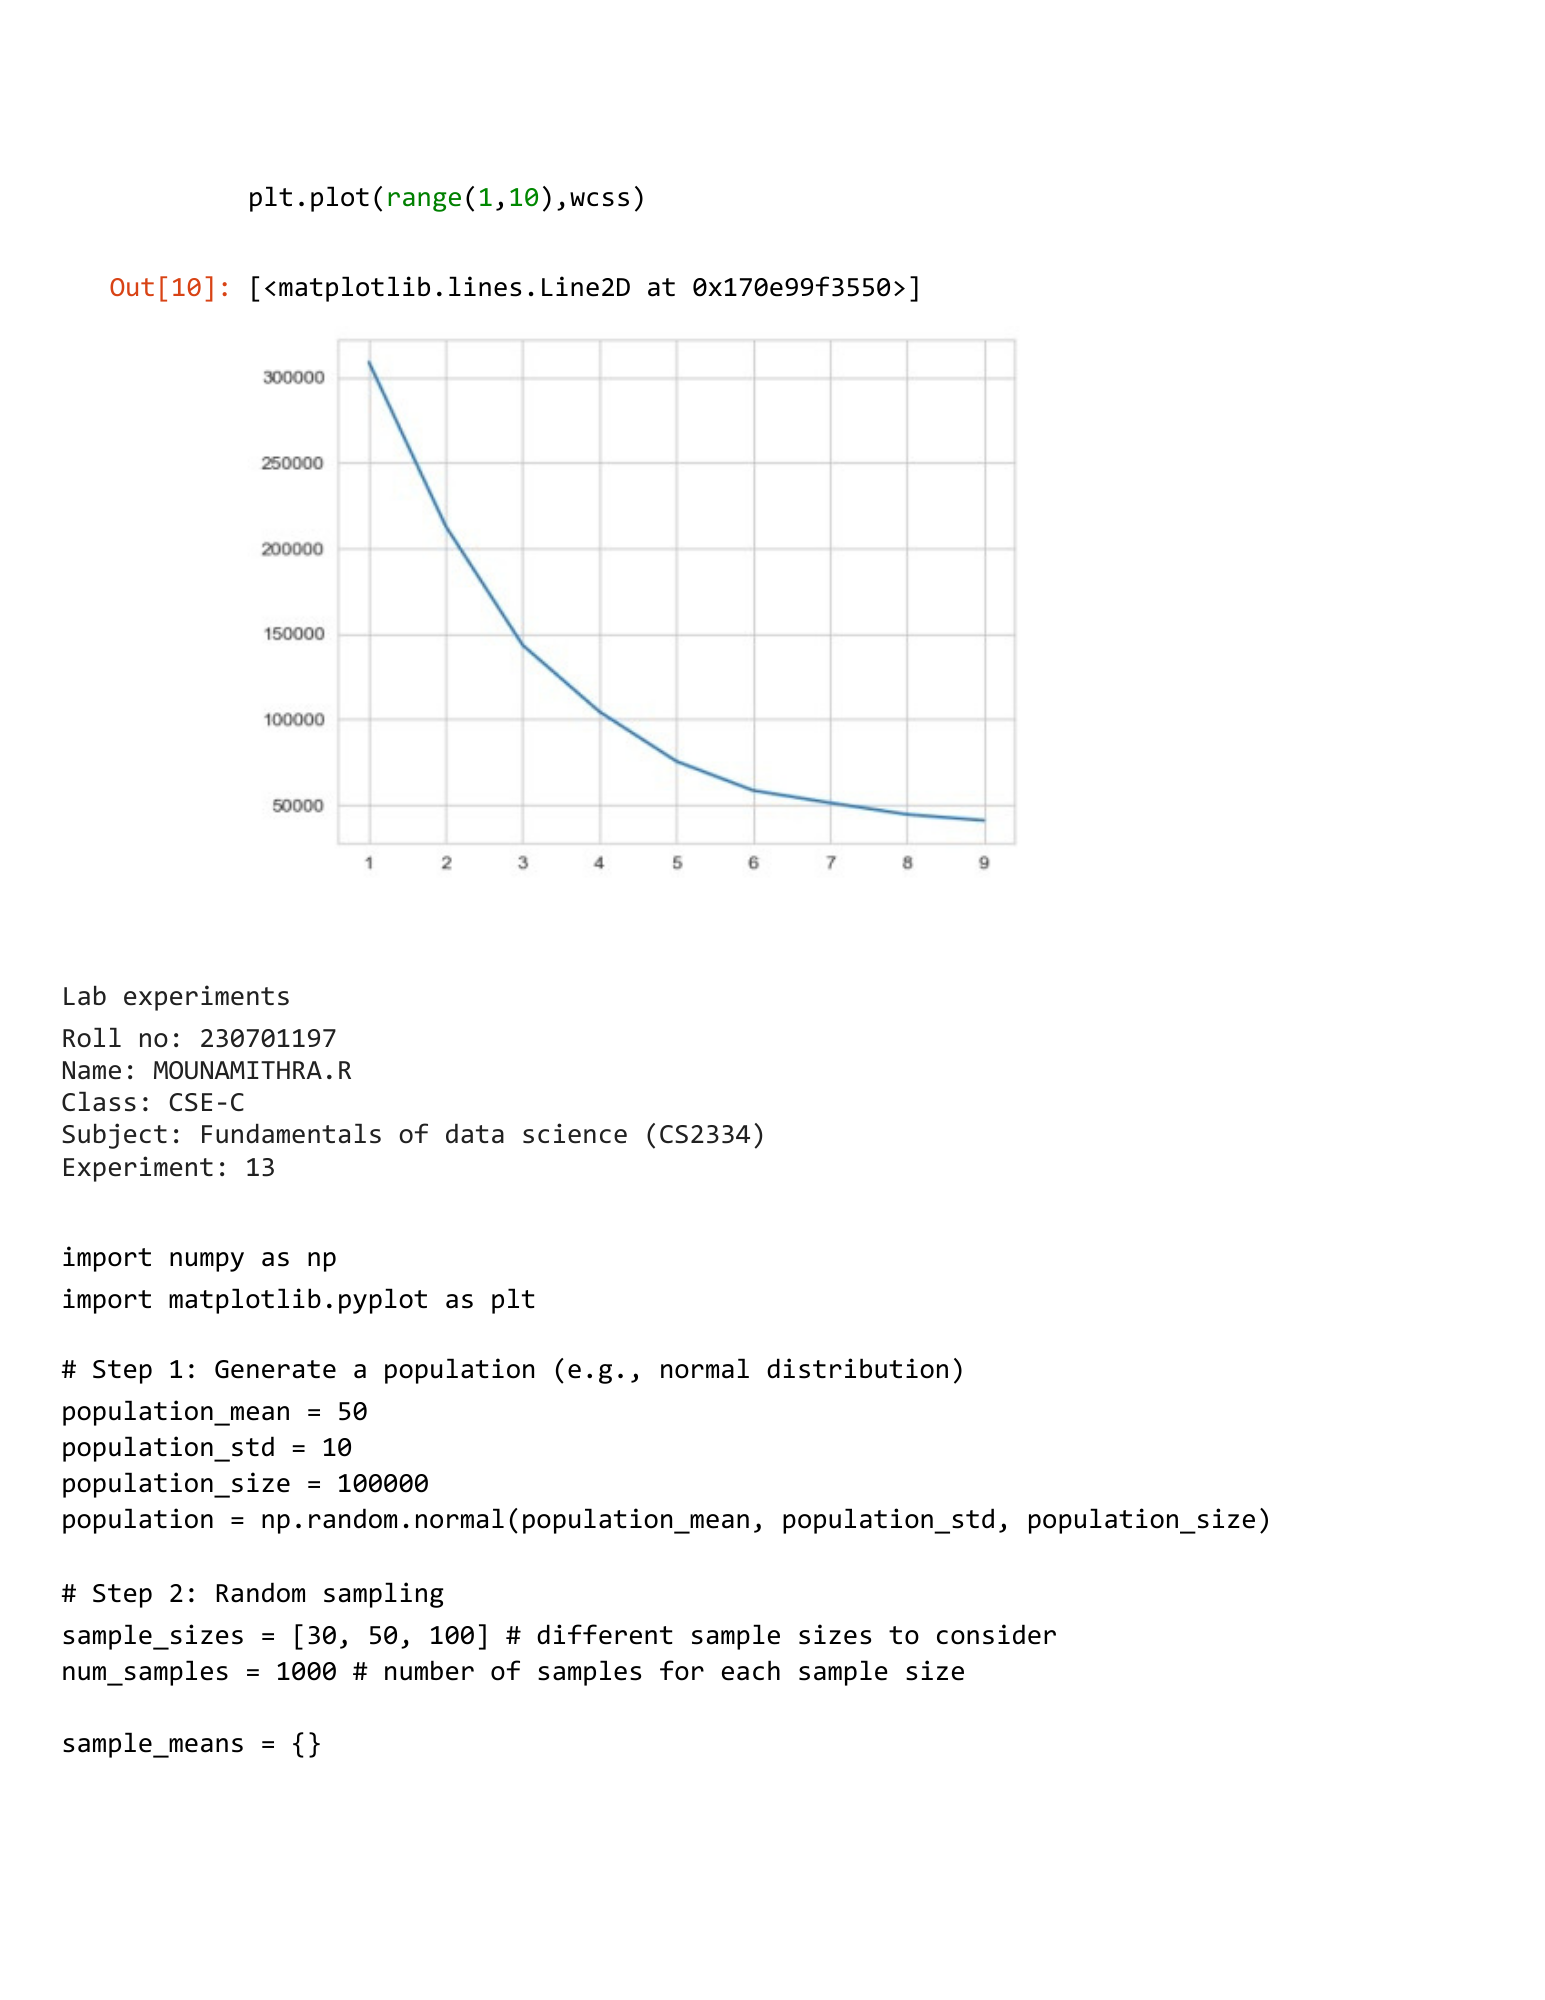 plt.plot(range(1,10),wcss)
Out[10]: [<matplotlib.lines.Line2D at 0x170e99f3550>]
300000
250000
200000
150000
100000
50000
1 2 3 4 5 6 7 8 9
Lab experiments
Roll no: 230701197
Name: MOUNAMITHRA.R
Class: CSE-C
Subject: Fundamentals of data science (CS2334)
Experiment: 13
import numpy as np
import matplotlib.pyplot as plt
# Step 1: Generate a population (e.g., normal distribution)
population_mean = 50
population_std = 10
population_size = 100000
population = np.random.normal(population_mean, population_std, population_size)
# Step 2: Random sampling
sample_sizes = [30, 50, 100] # different sample sizes to consider
num_samples = 1000 # number of samples for each sample size
sample_means = {}